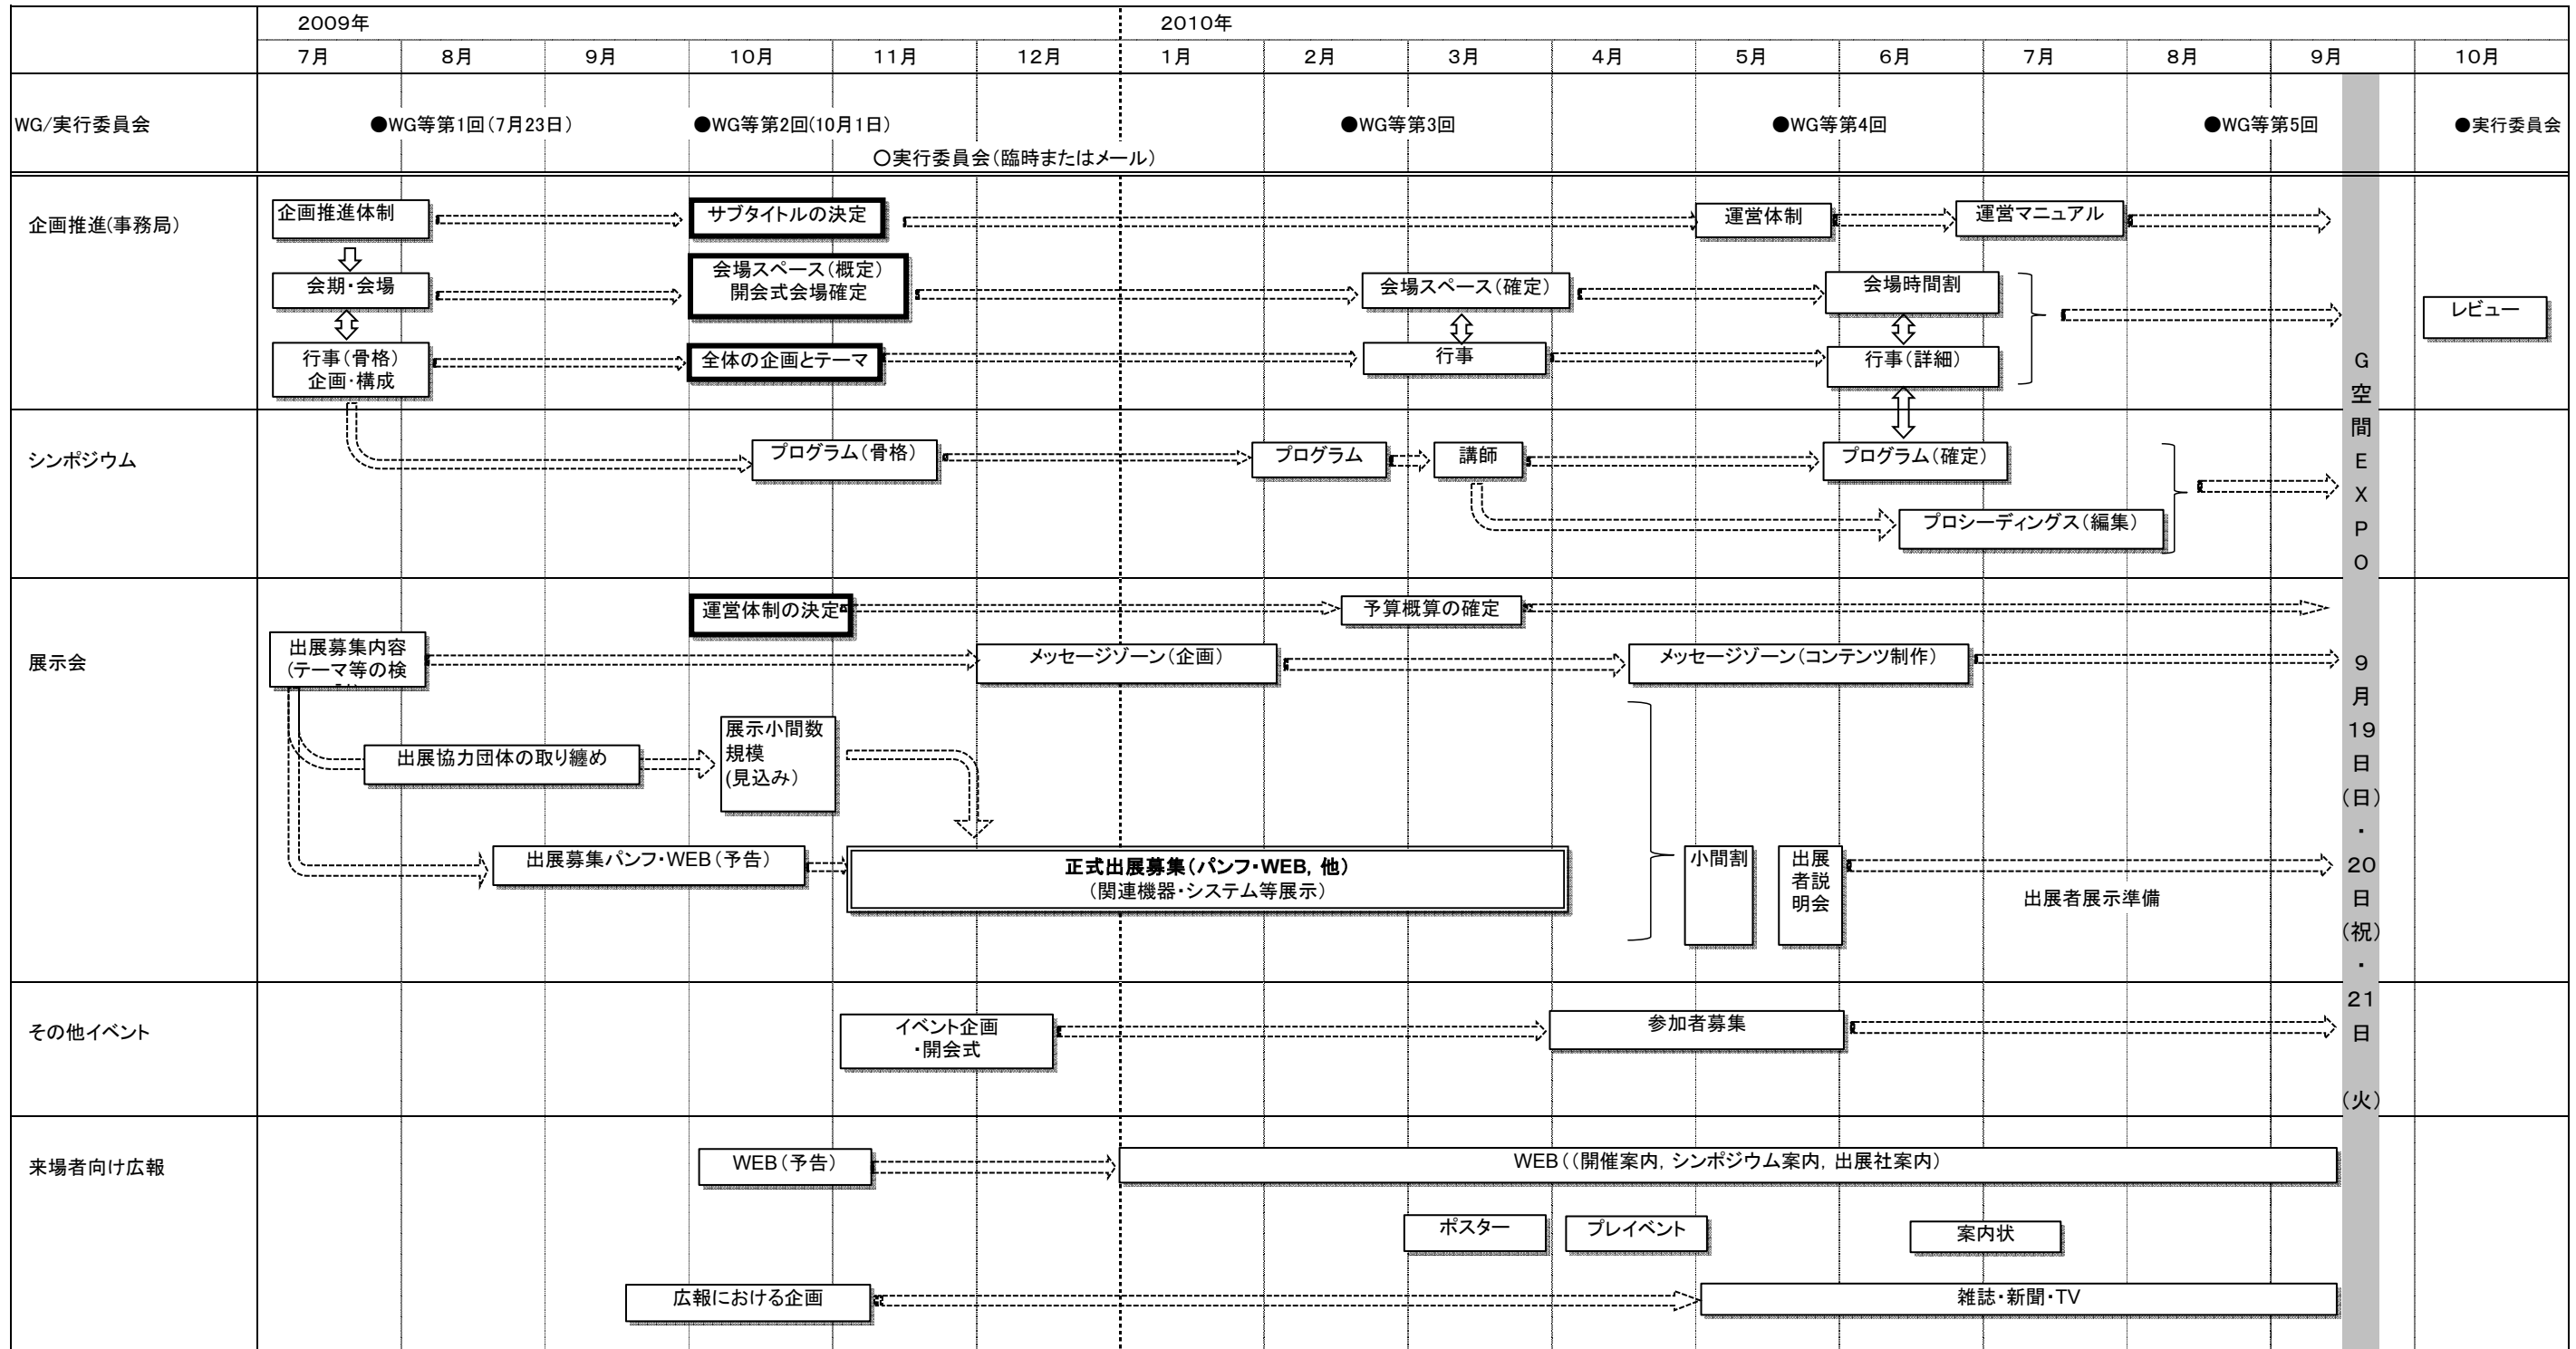 2009年
2010年
7月
8月
9月
10月
11月
12月
1月
2月
3月
4月
5月
6月
7月
8月
9月
10月
WG/実行委員会
●WG等第1回(7月23日)
●WG等第2回(10月1日)
●WG等第3回
●WG等第4回
●WG等第5回
●実行委員会
○実行委員会(臨時またはメール)
企画推進(事務局)
企画推進体制
サブタイトルの決定
運営体制
運営マニュアル
会期・会場
会場スペース(概定)
開会式会場確定
会場スペース(確定)
会場時間割
レビュー
行事(骨格)
企画・構成
全体の企画とテーマ
行事
行事(詳細)
シンポジウム
プログラム(骨格)
プログラム
講師
プログラム(確定)
プロシーディングス(編集)
展示会
運営体制の決定
予算概算の確定
出展募集内容
(テーマ等の検
メッセージゾーン(企画)
メッセージゾーン(コンテンツ制作)
出展協力団体の取り纏め
展示小間数
規模
(見込み)
出展募集パンフ・WEB(予告)
正式出展募集(パンフ・WEB, 他)
(関連機器・システム等展示)
小間割
出展
者説
明会
出展者展示準備
その他イベント
イベント企画
・開会式
参加者募集
来場者向け広報
WEB(予告)
WEB((開催案内, シンポジウム案内, 出展社案内)
ポスター
プレイベント
案内状
広報における企画
雑誌・新聞・TV
G空間EXPO 9月19日(日)・20日(祝)・21日(火)